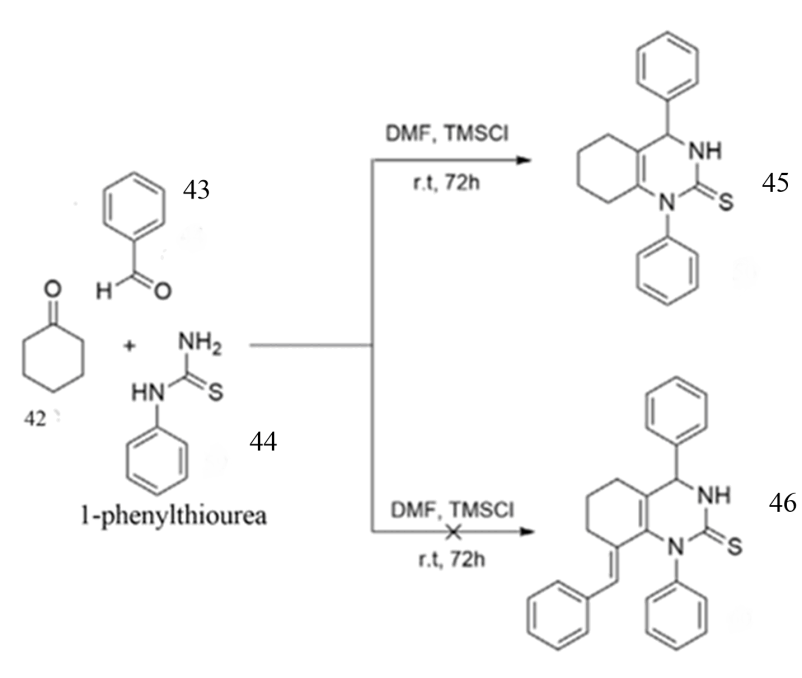 DMF, TMSCl
r.t, 72h
NH
N
S
45
43
H
O
O
+
NH2
HN
S
42
44
1-phenylthiourea
DMF, TMSCl
r.t, 72h
NH
N
S
46